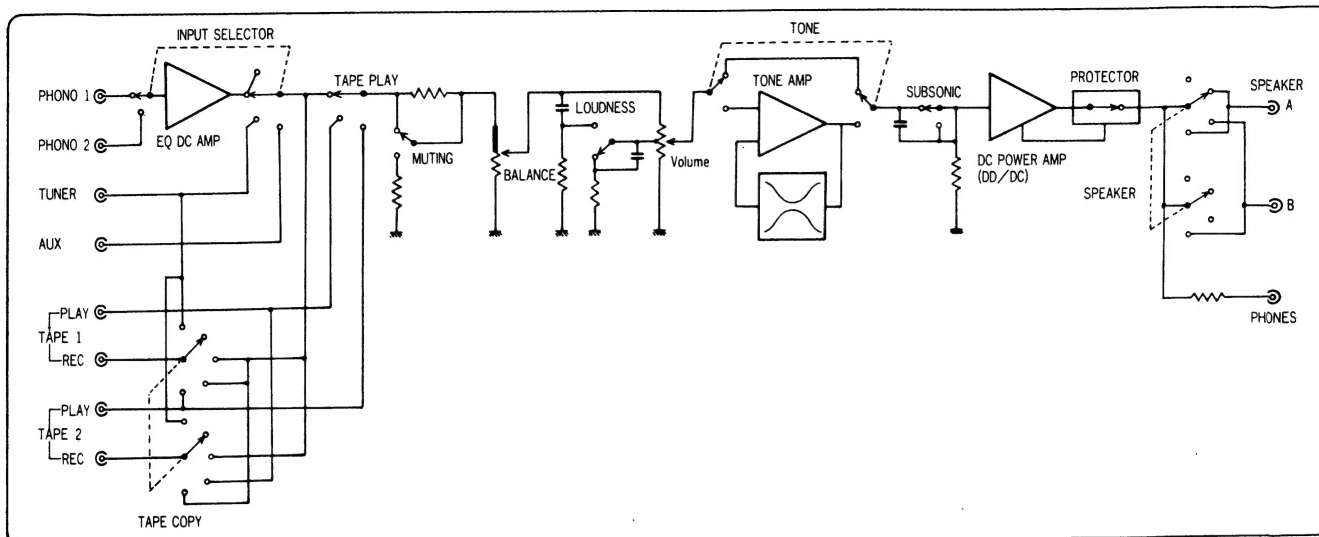 INPUT SELECTOR
TONE
PHONO 1
EQ DC AMP
PHONO 2
TUNER
AUX
PLAY
TAPE 1
REC
PLAY
TAPE 2
REC
TAPE COPY
TAPE PLAY
MUTING
BALANCE
LOUDNESS
Volume
TONE AMP
SUBSONIC
DC POWER AMP
(DD/DC)
PROTECTOR
SPEAKER
SPEAKER
A
B
PHONES